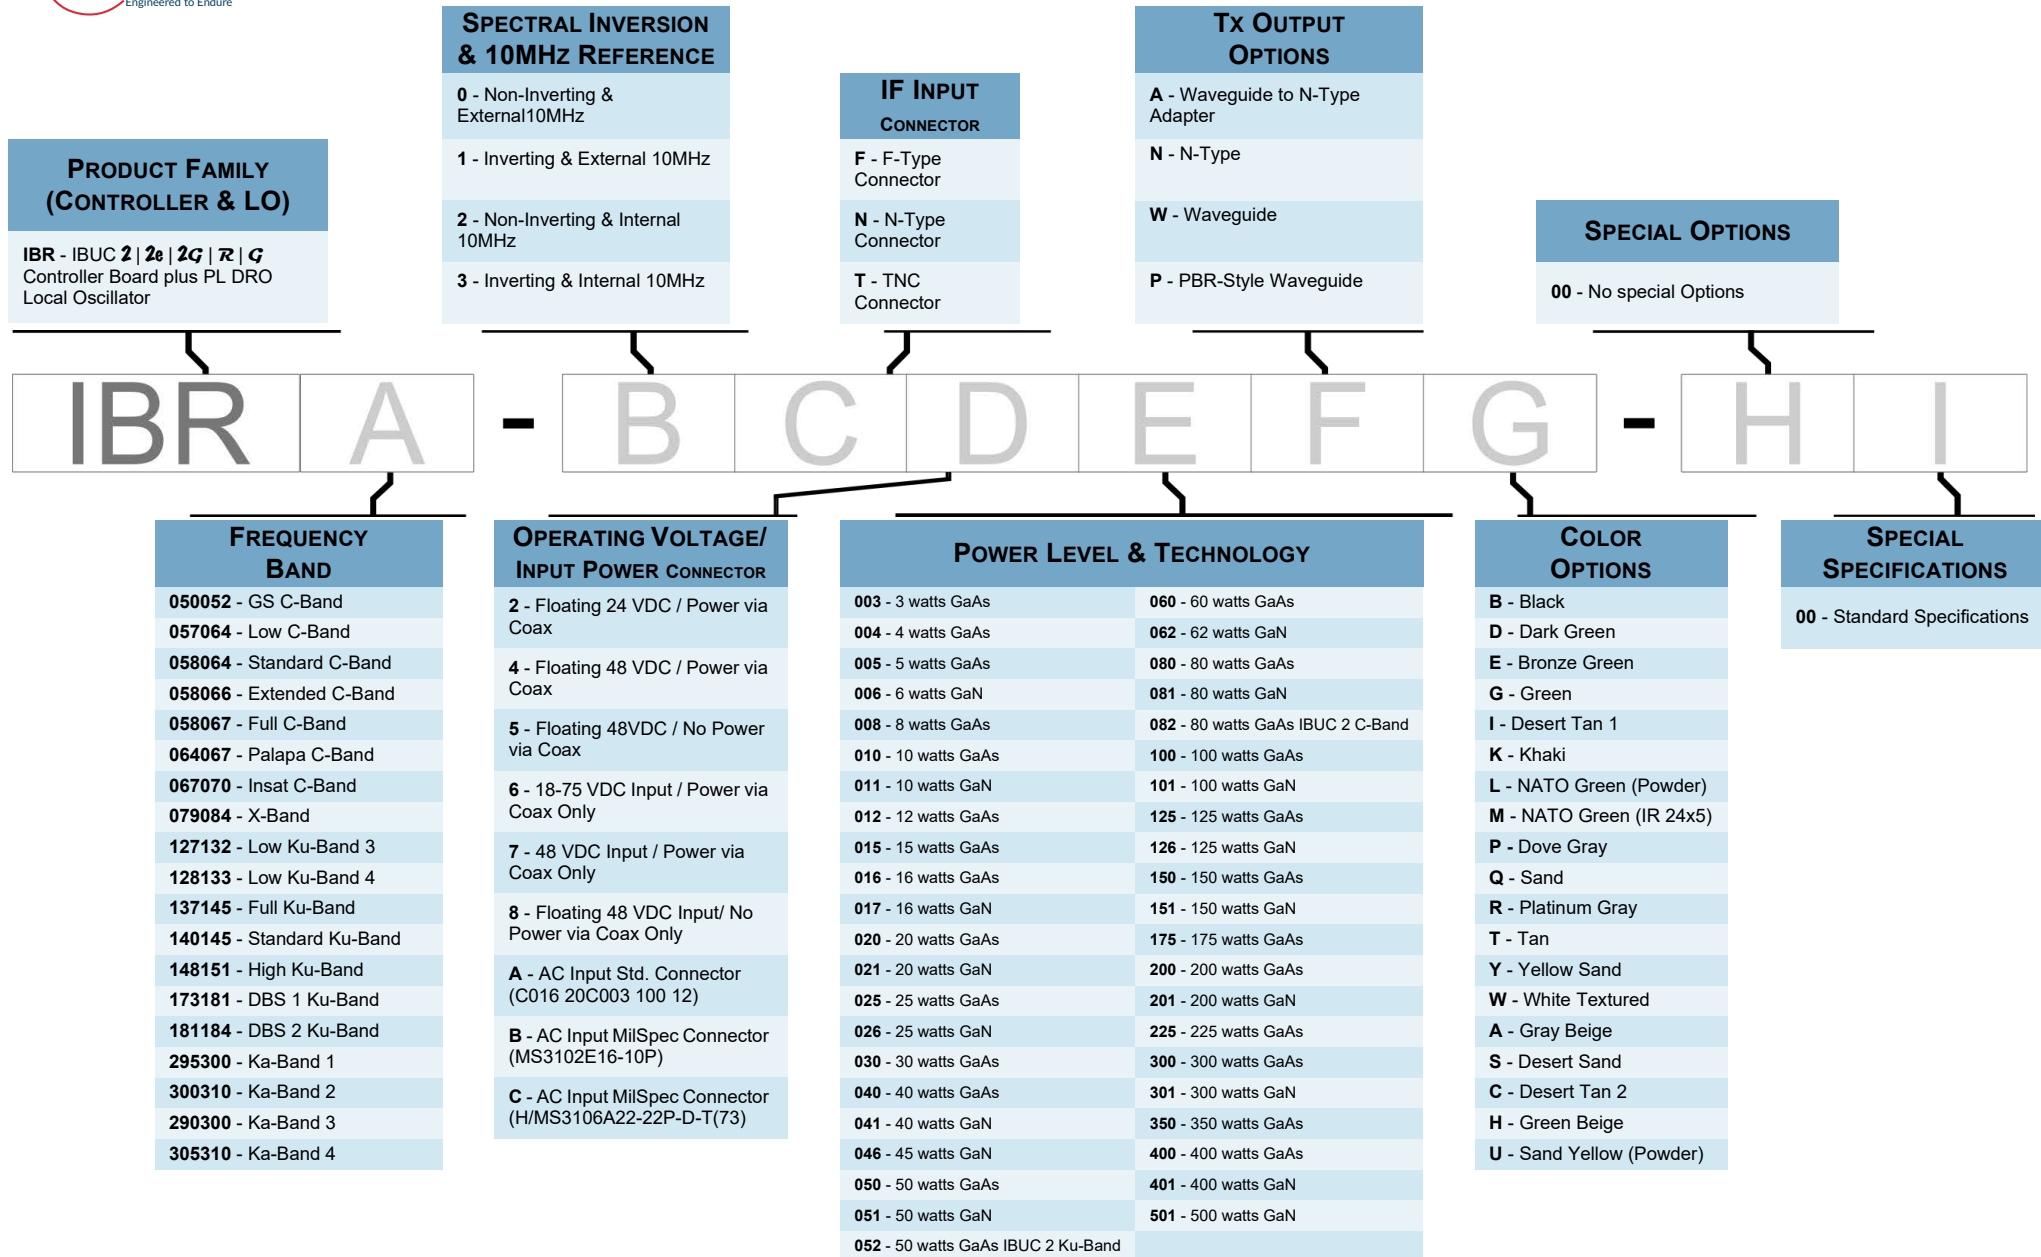 Engineered to Endure
SPECTRAL INVERSION
& 10MHZ REFERENCE
0 - Non-Inverting &
External10MHz
1 - Inverting & External 10MHz
2 - Non-Inverting & Internal
10MHz
3 - Inverting & Internal 10MHz
IF INPUT
CONNECTOR
F - F-Type
Connector
N - N-Type
Connector
T - TNC
Connector
TX OUTPUT
OPTIONS
A - Waveguide to N-Type
Adapter
N - N-Type
W - Waveguide
P - PBR-Style Waveguide
PRODUCT FAMILY
(CONTROLLER & LO)
IBR - IBUC 2 | 2e | 2G | R | G
Controller Board plus PL DRO
Local Oscillator
SPECIAL OPTIONS
00 - No special Options
IBR A - B C D E F G - H I
FREQUENCY
BAND
050052 - GS C-Band
057064 - Low C-Band
058064 - Standard C-Band
058066 - Extended C-Band
058067 - Full C-Band
064067 - Palapa C-Band
067070 - Insat C-Band
079084 - X-Band
127132 - Low Ku-Band 3
128133 - Low Ku-Band 4
137145 - Full Ku-Band
140145 - Standard Ku-Band
148151 - High Ku-Band
173181 - DBS 1 Ku-Band
181184 - DBS 2 Ku-Band
295300 - Ka-Band 1
300310 - Ka-Band 2
290300 - Ka-Band 3
305310 - Ka-Band 4
OPERATING VOLTAGE/
INPUT POWER CONNECTOR
2 - Floating 24 VDC / Power via
Coax
4 - Floating 48 VDC / Power via
Coax
5 - Floating 48VDC / No Power
via Coax
6 - 18-75 VDC Input / Power via
Coax Only
7 - 48 VDC Input / Power via
Coax Only
8 - Floating 48 VDC Input/ No
Power via Coax Only
A - AC Input Std. Connector
(C016 20C003 100 12)
B - AC Input MilSpec Connector
(MS3102E16-10P)
C - AC Input MilSpec Connector
(H/MS3106A22-22P-D-T(73)
POWER LEVEL & TECHNOLOGY
003 - 3 watts GaAs
004 - 4 watts GaAs
005 - 5 watts GaAs
006 - 6 watts GaN
008 - 8 watts GaAs
010 - 10 watts GaAs
011 - 10 watts GaN
012 - 12 watts GaAs
015 - 15 watts GaAs
016 - 16 watts GaAs
017 - 16 watts GaN
020 - 20 watts GaAs
021 - 20 watts GaN
025 - 25 watts GaAs
026 - 25 watts GaN
030 - 30 watts GaAs
040 - 40 watts GaAs
041 - 40 watts GaN
046 - 45 watts GaN
050 - 50 watts GaAs
051 - 50 watts GaN
052 - 50 watts GaAs IBUC 2 Ku-Band
060 - 60 watts GaAs
062 - 62 watts GaN
080 - 80 watts GaAs
081 - 80 watts GaN
082 - 80 watts GaAs IBUC 2 C-Band
100 - 100 watts GaAs
101 - 100 watts GaN
125 - 125 watts GaAs
126 - 125 watts GaN
150 - 150 watts GaAs
151 - 150 watts GaN
175 - 175 watts GaAs
200 - 200 watts GaAs
201 - 200 watts GaN
225 - 225 watts GaAs
300 - 300 watts GaAs
301 - 300 watts GaN
350 - 350 watts GaAs
400 - 400 watts GaAs
401 - 400 watts GaN
501 - 500 watts GaN
COLOR
OPTIONS
B - Black
D - Dark Green
E - Bronze Green
G - Green
I - Desert Tan 1
K - Khaki
L - NATO Green (Powder)
M - NATO Green (IR 24x5)
P - Dove Gray
Q - Sand
R - Platinum Gray
T - Tan
Y - Yellow Sand
W - White Textured
A - Gray Beige
S - Desert Sand
C - Desert Tan 2
H - Green Beige
U - Sand Yellow (Powder)
SPECIAL
SPECIFICATIONS
00 - Standard Specifications